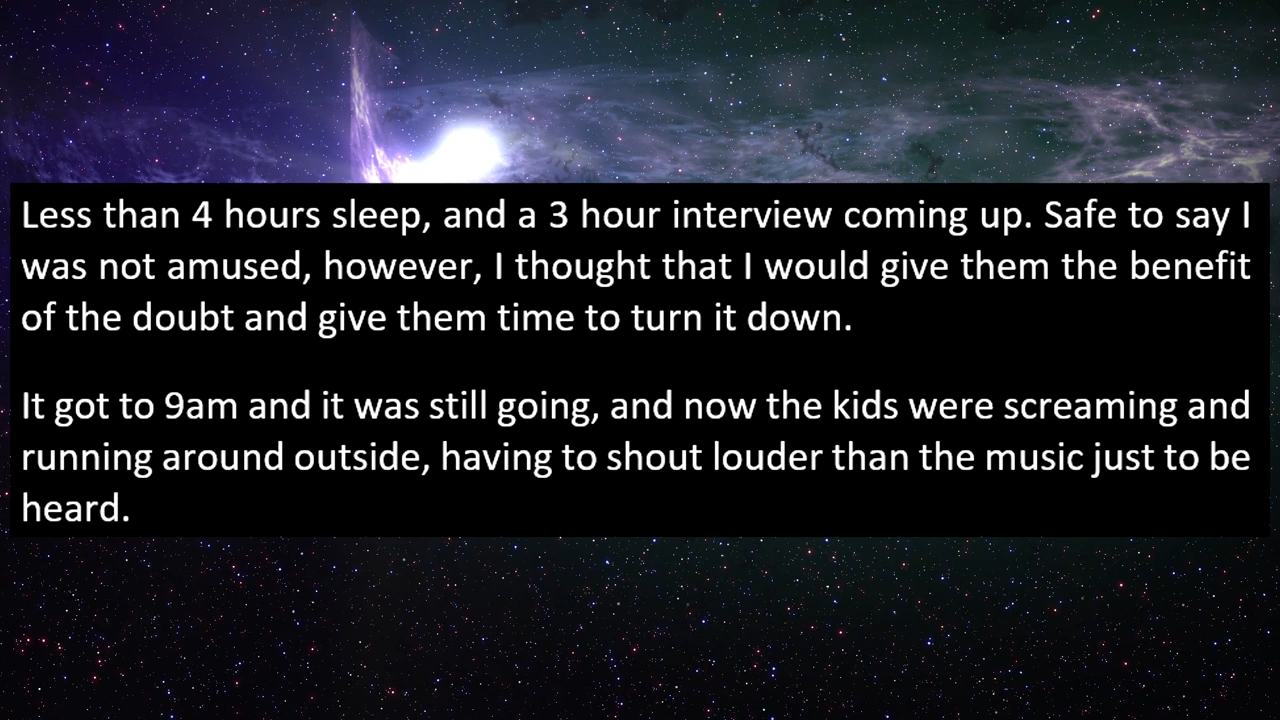 Less than 4 hours sleep, and a 3 hour interview coming up. Safe to say I
was not amused, however, I thought that I would give them the benefit
of the doubt and give them time to turn it down.
It got to 9am and it was still going, and now the kids were screaming and
running around outside, having to shout louder than the music just to be
heard.